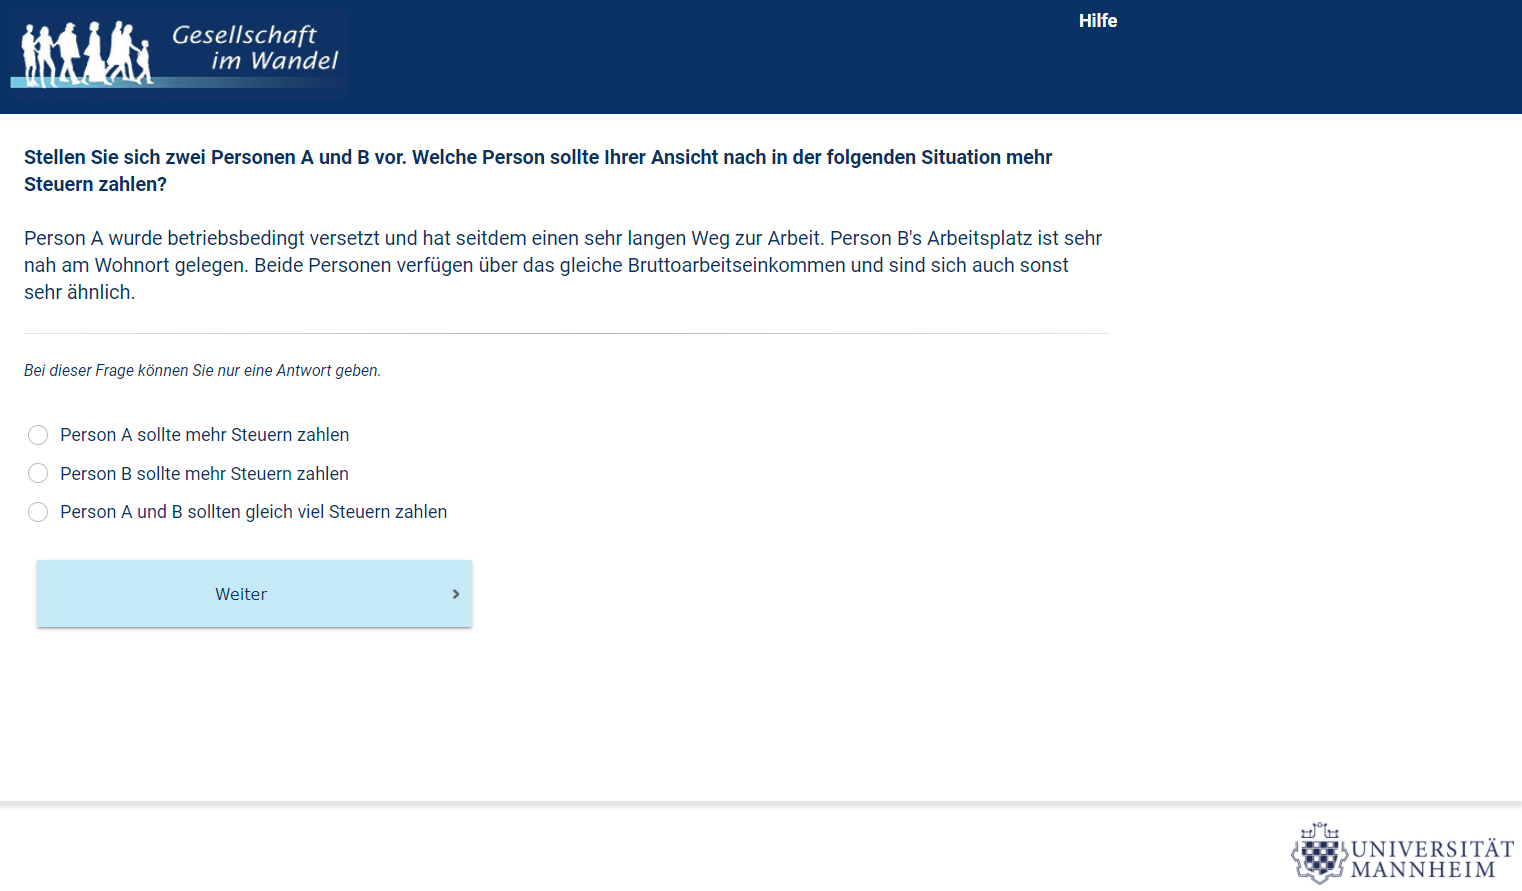 Gesellschaft
im Wandel
Hilfe
Stellen Sie sich zwei Personen A und B vor. Welche Person sollte Ihrer Ansicht nach in der folgenden Situation mehr
Steuern zahlen?
Person A wurde betriebsbedingt versetzt und hat seitdem einen sehr langen Weg zur Arbeit. Person B's Arbeitsplatz ist sehr
nah am Wohnort gelegen. Beide Personen verfügen über das gleiche Bruttoarbeitseinkommen und sind sich auch sonst
sehr ähnlich.
Bei dieser Frage können Sie nur eine Antwort geben.
Person A sollte mehr Steuern zahlen
Person B sollte mehr Steuern zahlen
Person A und B sollten gleich viel Steuern zahlen
Weiter
UNIVERSITÄT
MANNHEIM